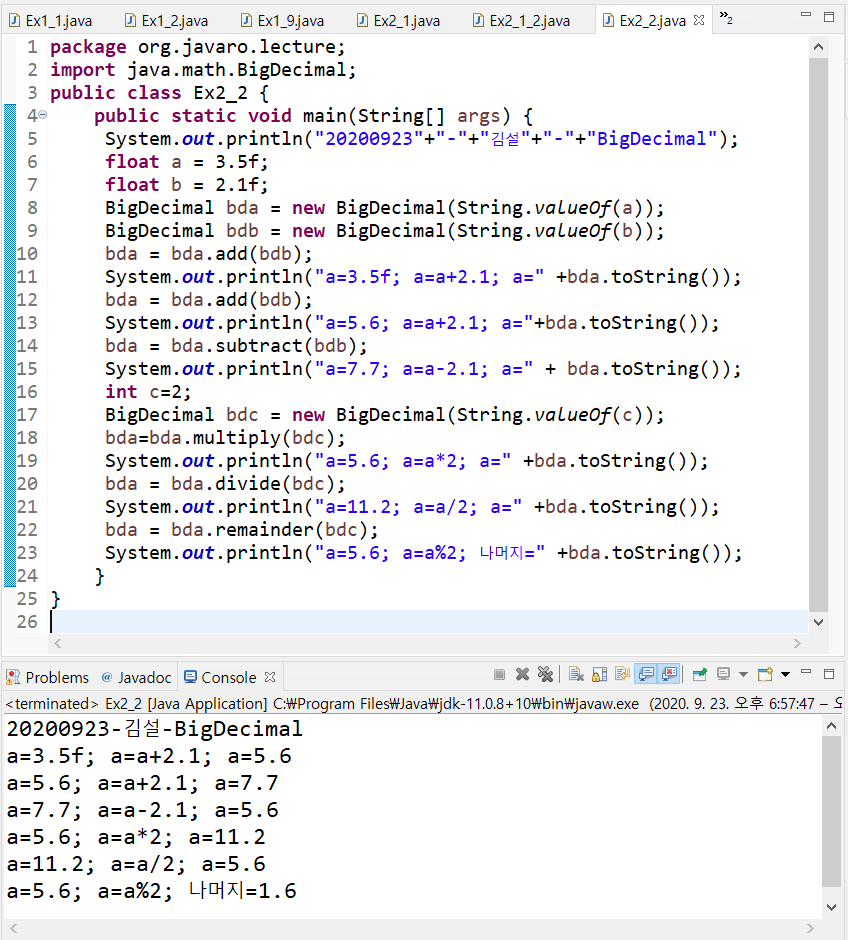 Ex1_1.java Ex1_2.java Ex1_9.java Ex2_1.java Ex2_1_2.java Ex2_2.java »2
1 package org.javaro.lecture;
2 import java.math.BigDecimal;
3 public class Ex2_2 {
4 public static void main(String[] args) {
5 System.out.println("20200923"+"-"+"김설"+"-"+"BigDecimal");
6 float a = 3.5f;
7 float b = 2.1f;
8 BigDecimal bda = new BigDecimal(String.valueOf(a));
9 BigDecimal bdb = new BigDecimal(String.valueOf(b));
10 bda = bda.add(bdb);
11 System.out.println("a=3.5f; a=a+2.1; a=" +bda.toString());
12 bda = bda.add(bdb);
13 System.out.println("a=5.6; a=a+2.1; a="+bda.toString());
14 bda = bda.subtract(bdb);
15 System.out.println("a=7.7; a=a-2.1; a=" + bda.toString());
16 int c=2;
17 BigDecimal bdc = new BigDecimal(String.valueOf(c));
18 bda=bda.multiply(bdc);
19 System.out.println("a=5.6; a=a*2; a=" +bda.toString());
20 bda = bda.divide(bdc);
21 System.out.println("a=11.2; a=a/2; a=" +bda.toString());
22 bda = bda.remainder(bdc);
23 System.out.println("a=5.6; a=a%2; 나머지=" +bda.toString());
24 }
25 }
26
Problems @ Javadoc Console
<terminated> Ex2_2 [Java Application] C:₩Program Files₩Java₩jdk-11.0.8+10₩bin₩javaw.exe (2020. 9. 23. 오후 6:57:47 – 오
20200923-김설-BigDecimal
a=3.5f; a=a+2.1; a=5.6
a=5.6; a=a+2.1; a=7.7
a=7.7; a=a-2.1; a=5.6
a=5.6; a=a*2; a=11.2
a=11.2; a=a/2; a=5.6
a=5.6; a=a%2; 나머지=1.6